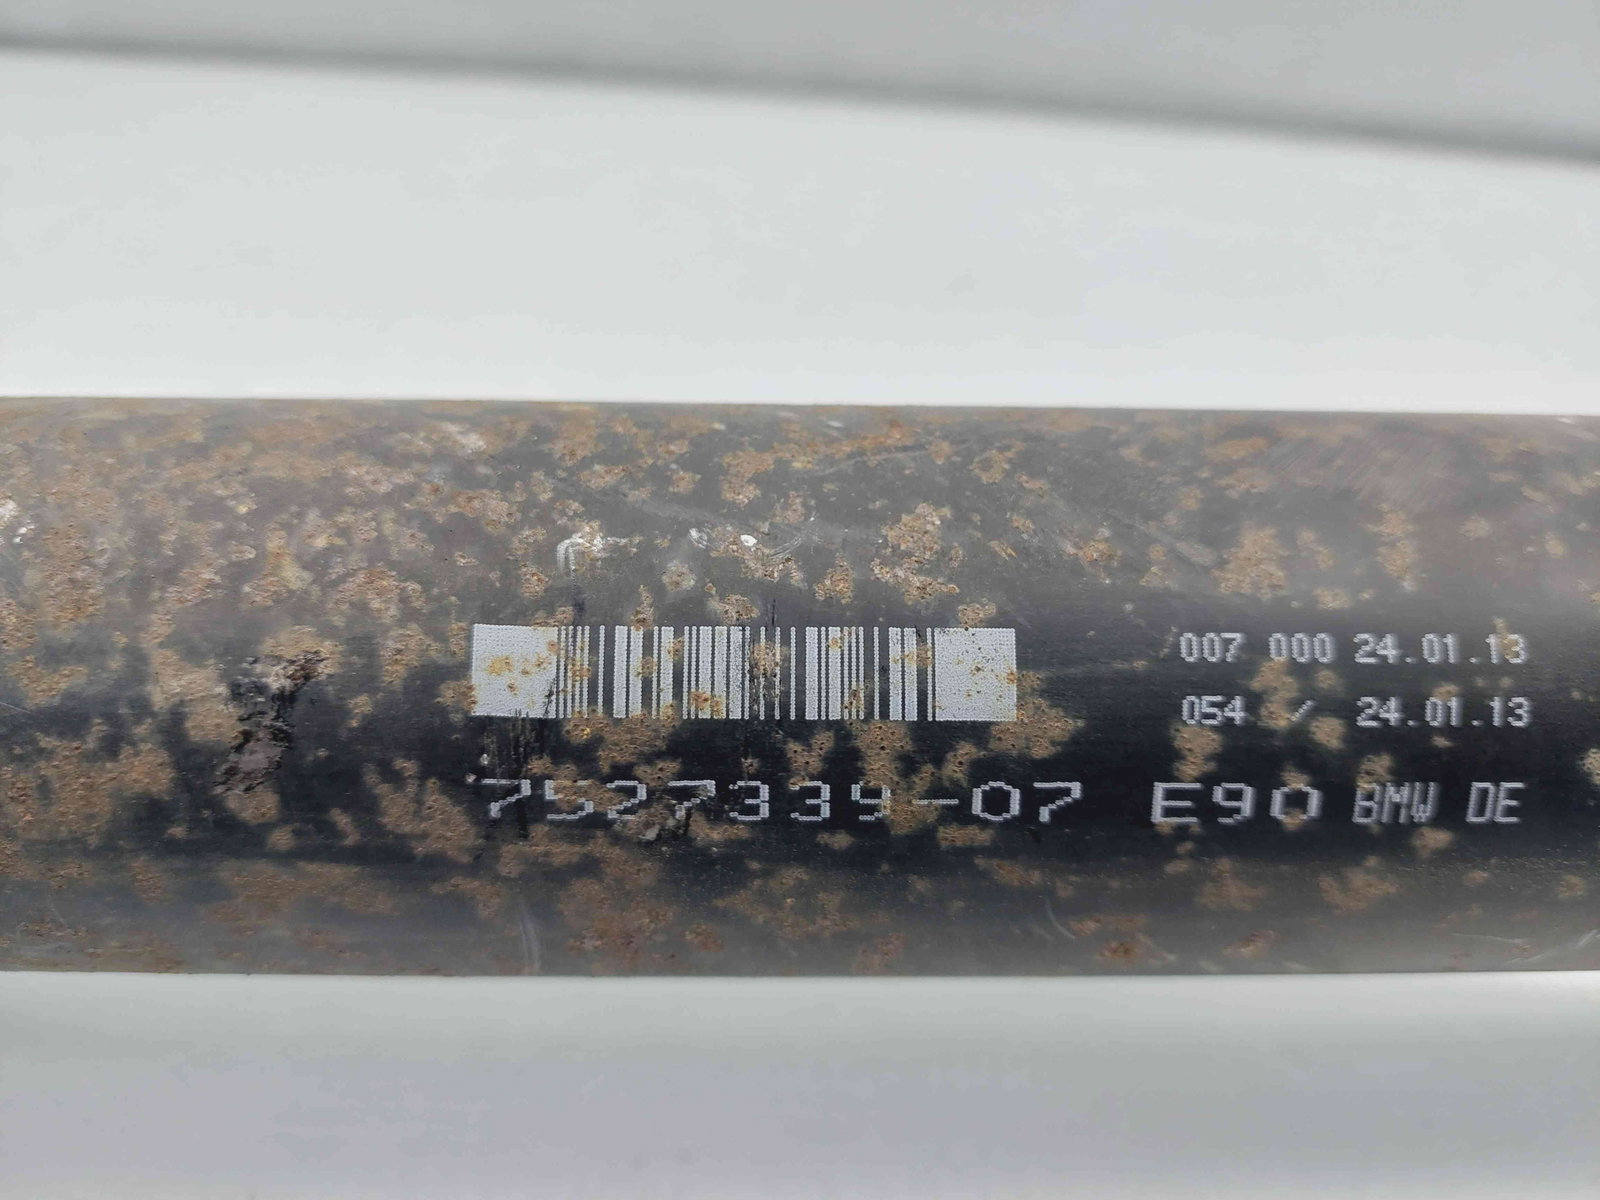 007 000 24.01.13
054 / 24.01.13
7527339-07 E90 BMW DE